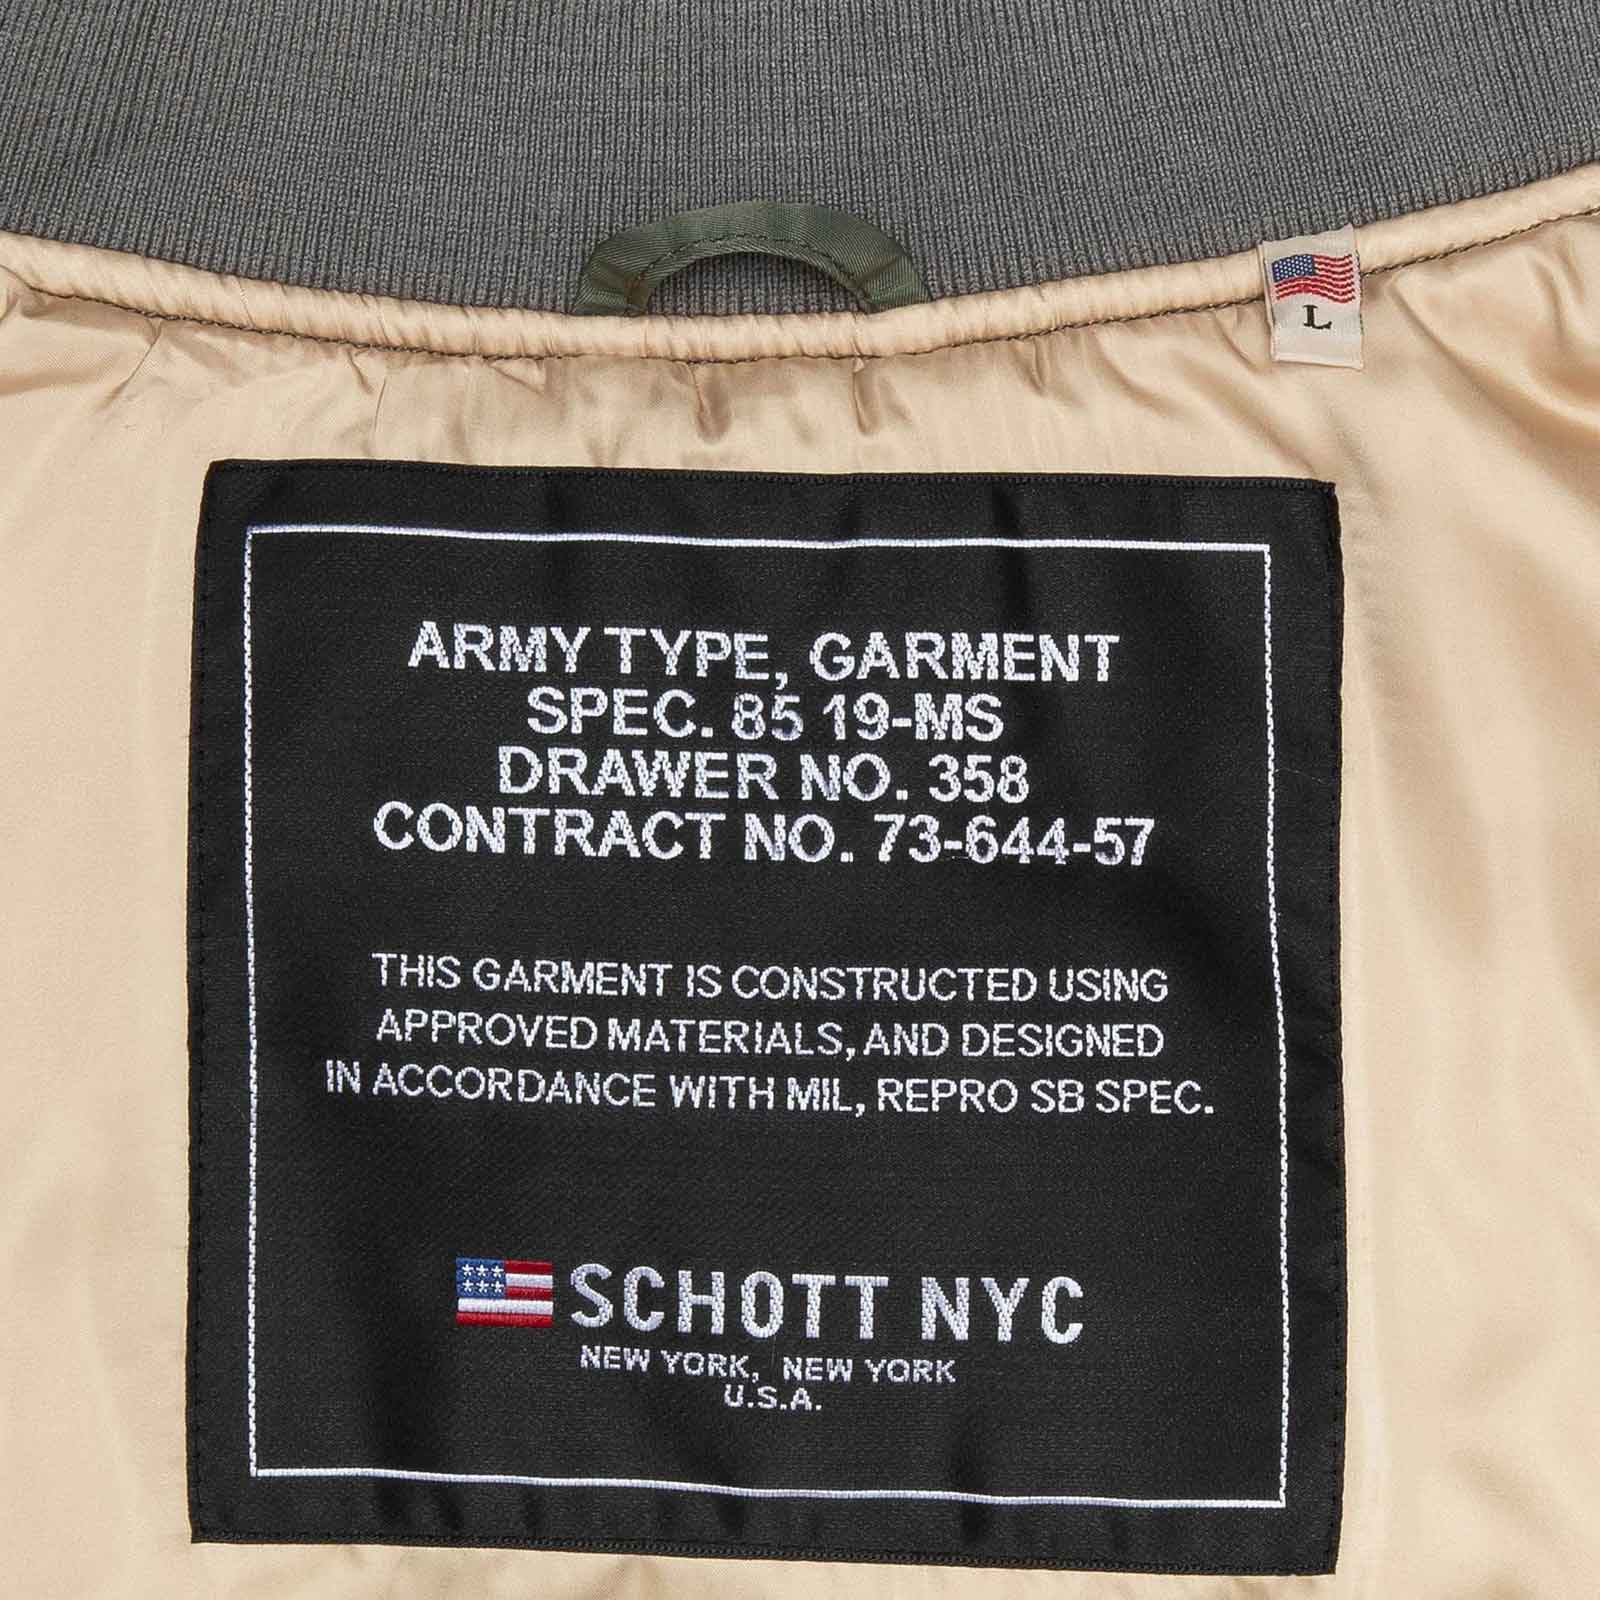 L
ARMY TYPE, GARMENT
SPEC. 85 19-MS
DRAWER NO. 358
CONTRACT NO. 73-644-57
THIS GARMENT IS CONSTRUCTED USING
APPROVED MATERIALS, AND DESIGNED
IN ACCORDANCE WITH MIL, REPRO SB SPEC.
SCHOTT NYC
NEW YORK, NEW YORK
U.S.A.